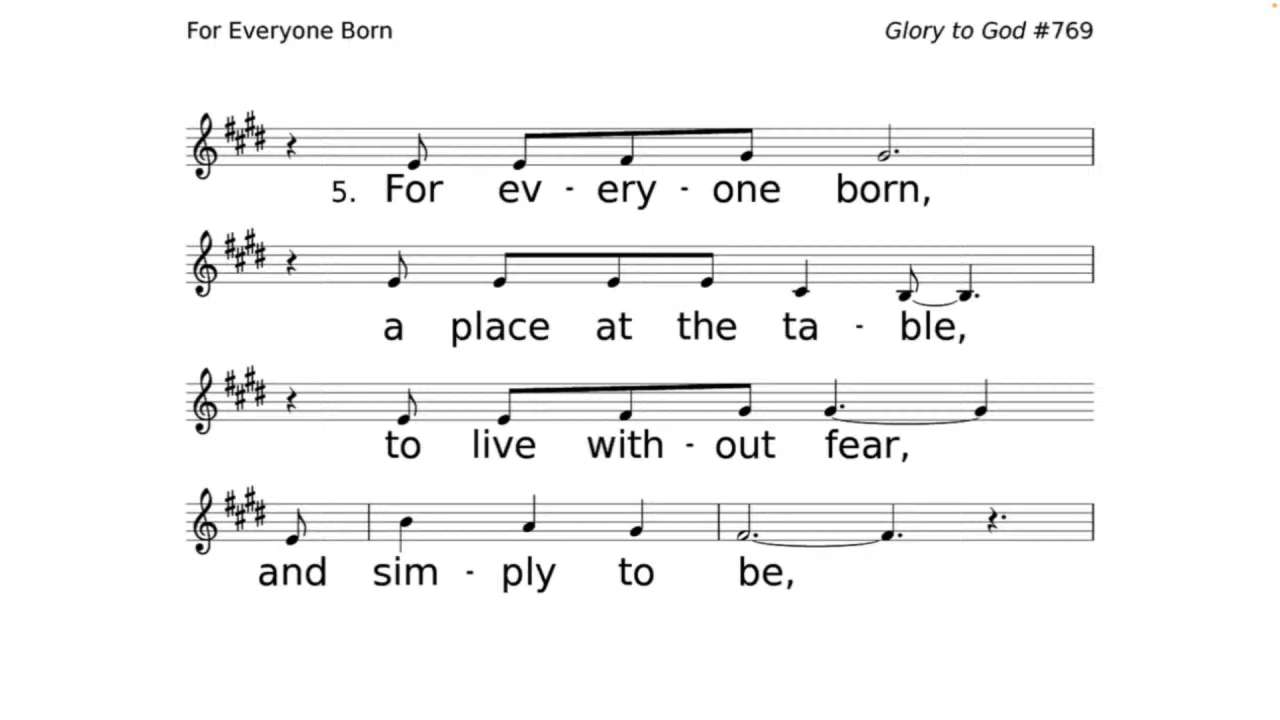 For Everyone Born
Glory to God #769
5. For ev - ery - one born,
a place at the ta - ble,
to live with - out fear,
and sim - ply to be,